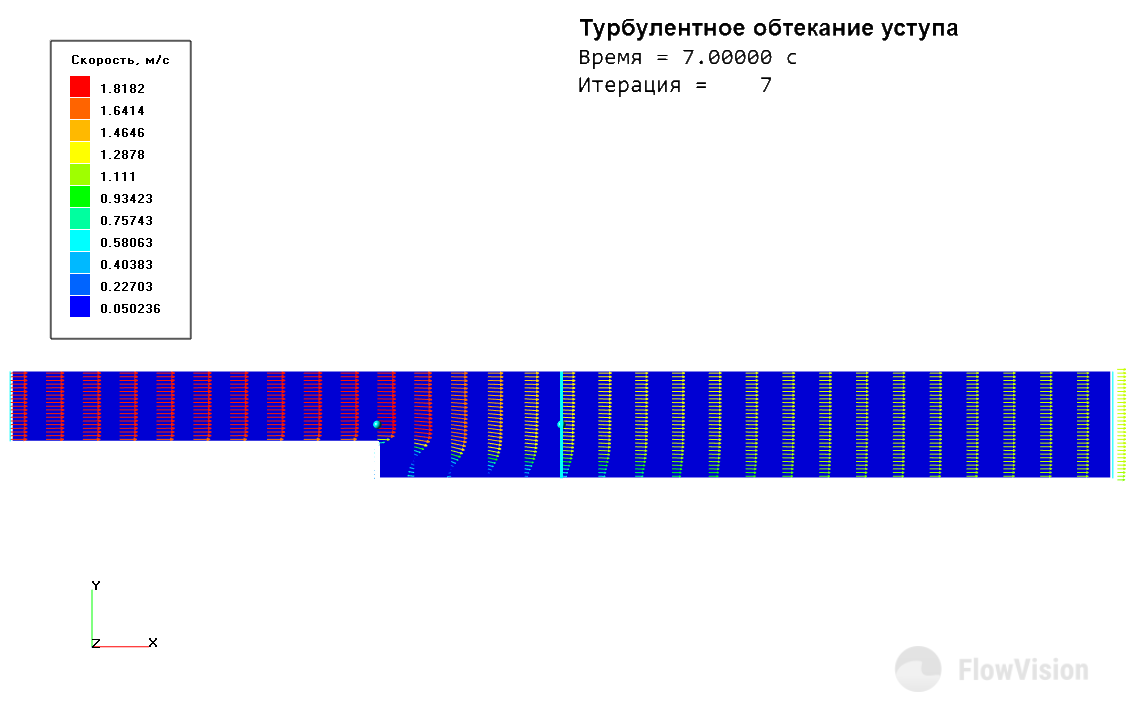 Турбулентное обтекание уступа
Время = 7.00000 с
Итерация = 7
Скорость, м/с
1.8182
1.6414
1.4646
1.2878
1.111
0.93423
0.75743
0.58063
0.40383
0.22703
0.050236
Y
Z X
FlowVision